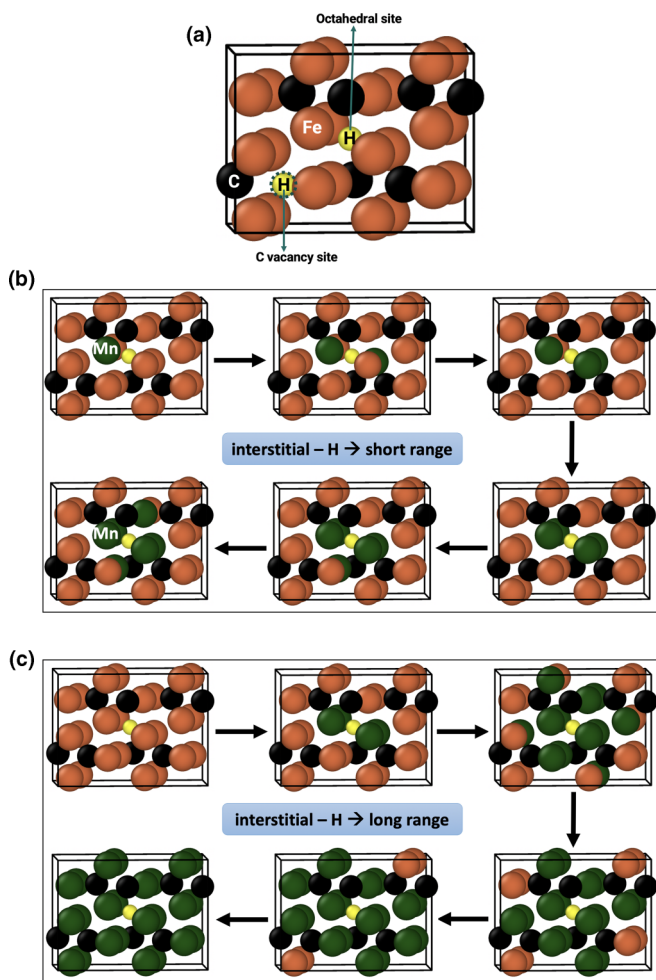 Octahedral site
(a)
Fe
H
C
H
C vacancy site
(b)
Mn
interstitial – H → short range
Mn
(c)
interstitial – H → long range